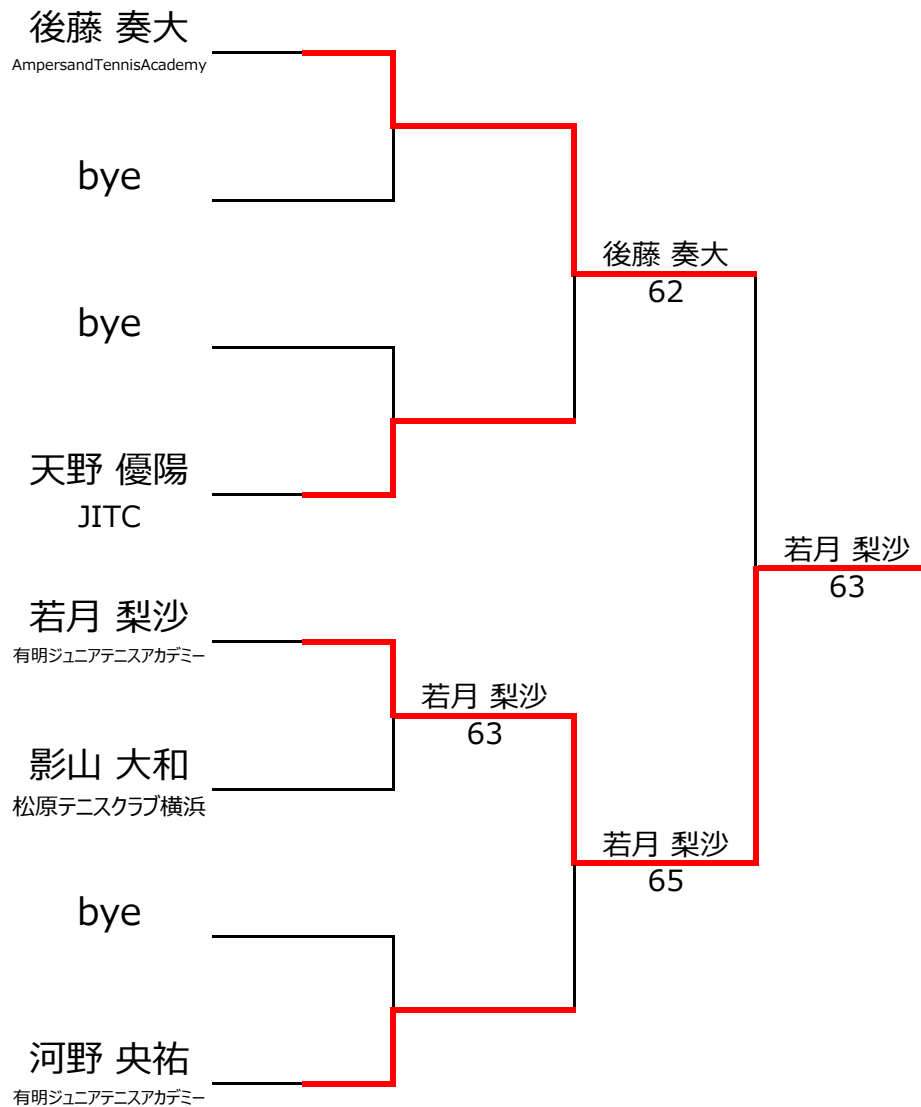 後藤 奏大
AmpersandTennisAcademy
bye
後藤 奏大
62
bye
天野 優陽
JITC
若月 梨沙
63
若月 梨沙
有明ジュニアテニスアカデミー
若月 梨沙
63
影山 大和
松原テニスクラブ横浜
若月 梨沙
65
bye
河野 央祐
有明ジュニアテニスアカデミー